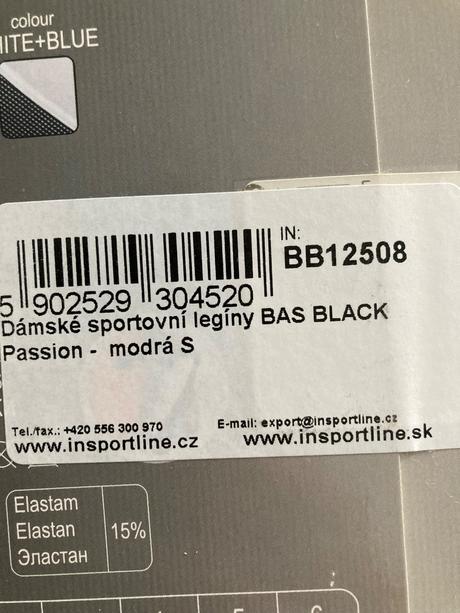 colour
HITE+BLUE
IN:
BB12508
5 902529 304520
Dámské sportovní legíny BAS BLACK
Passion - modrá S
Tel./fax.: +420 556 300 970
E-mail: export@insportline.cz
www.insportline.cz
www.insportline.sk
Elastam
Elastan
Эластан
15%